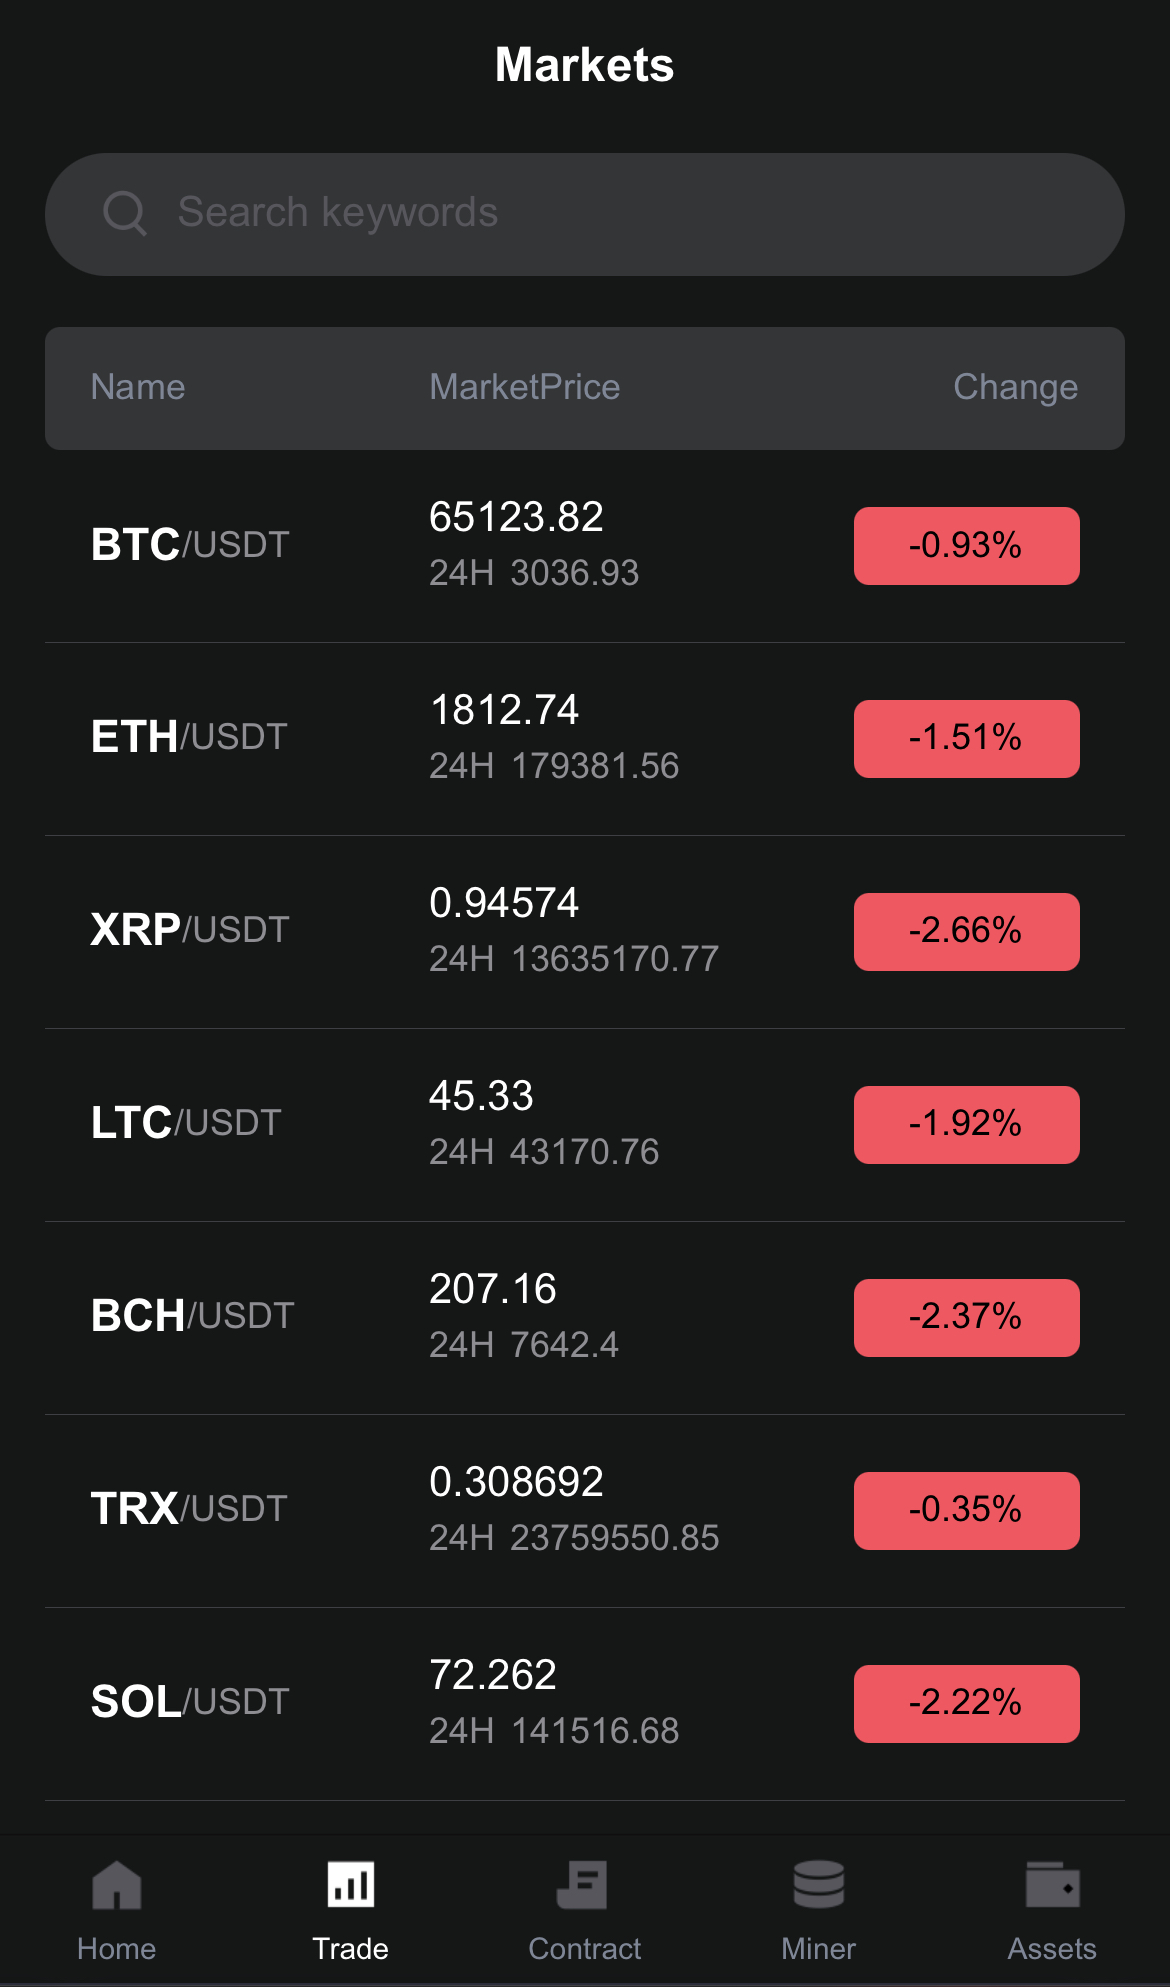 Markets
Search keywords
Name MarketPrice Change
BTC/USDT 65123.82 -0.93%
24H 3036.93
ETH/USDT 1812.74 -1.51%
24H 179381.56
XRP/USDT 0.94574 -2.66%
24H 13635170.77
LTC/USDT 45.33 -1.92%
24H 43170.76
BCH/USDT 207.16 -2.37%
24H 7642.4
TRX/USDT 0.308692 -0.35%
24H 23759550.85
SOL/USDT 72.262 -2.22%
24H 141516.68
Home Trade Contract Miner Assets